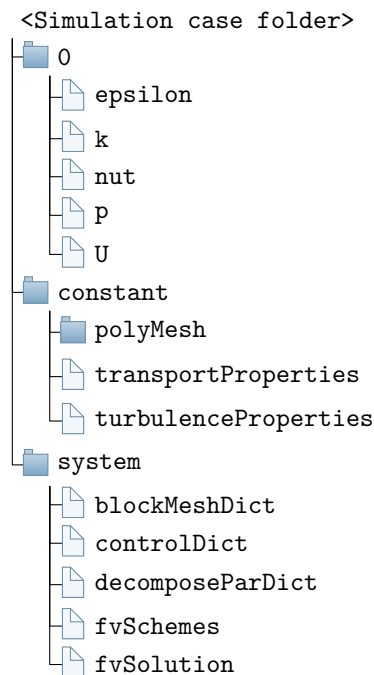 <Simulation case folder>
0
epsilon
k
nut
p
U
constant
polyMesh
transportProperties
turbulenceProperties
system
blockMeshDict
controlDict
decomposeParDict
fvSchemes
fvSolution